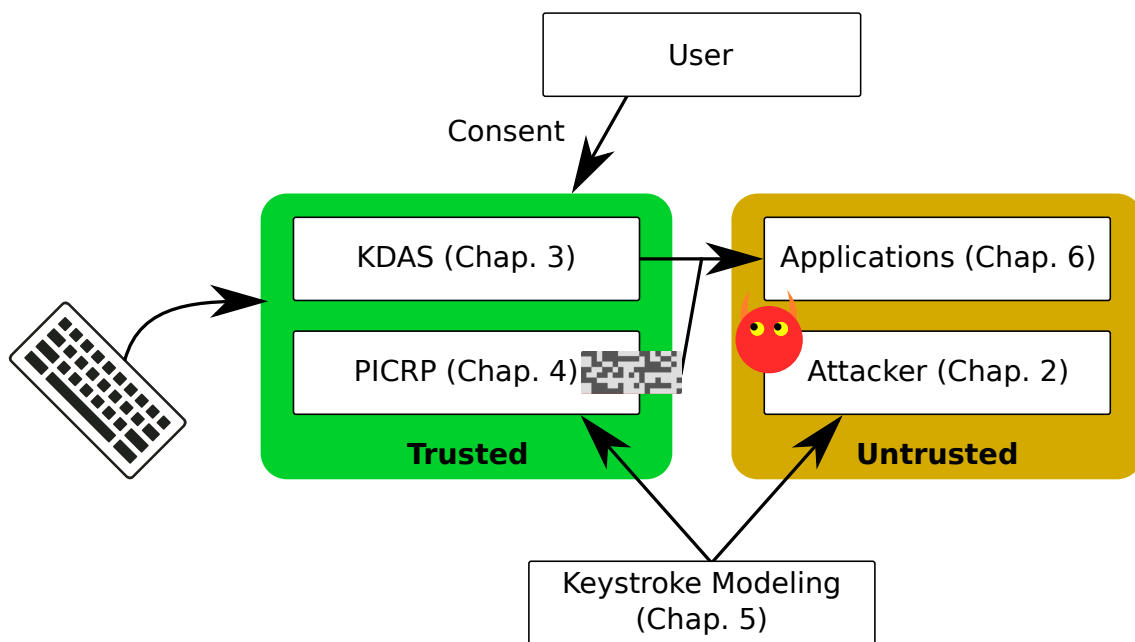 User
Consent
KDAS (Chap. 3)
Applications (Chap. 6)
PICRP (Chap. 4)
Attacker (Chap. 2)
Trusted
Untrusted
Keystroke Modeling
(Chap. 5)